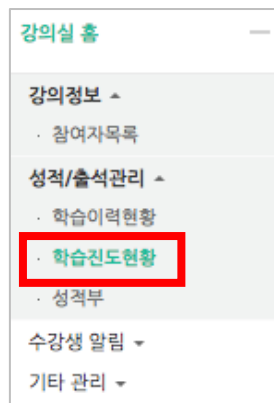 강의실 홈
강의정보
· 참여자목록
성적/출석관리
· 학습이력현황
· 학습진도현황
· 성적부
수강생 알림
기타 관리